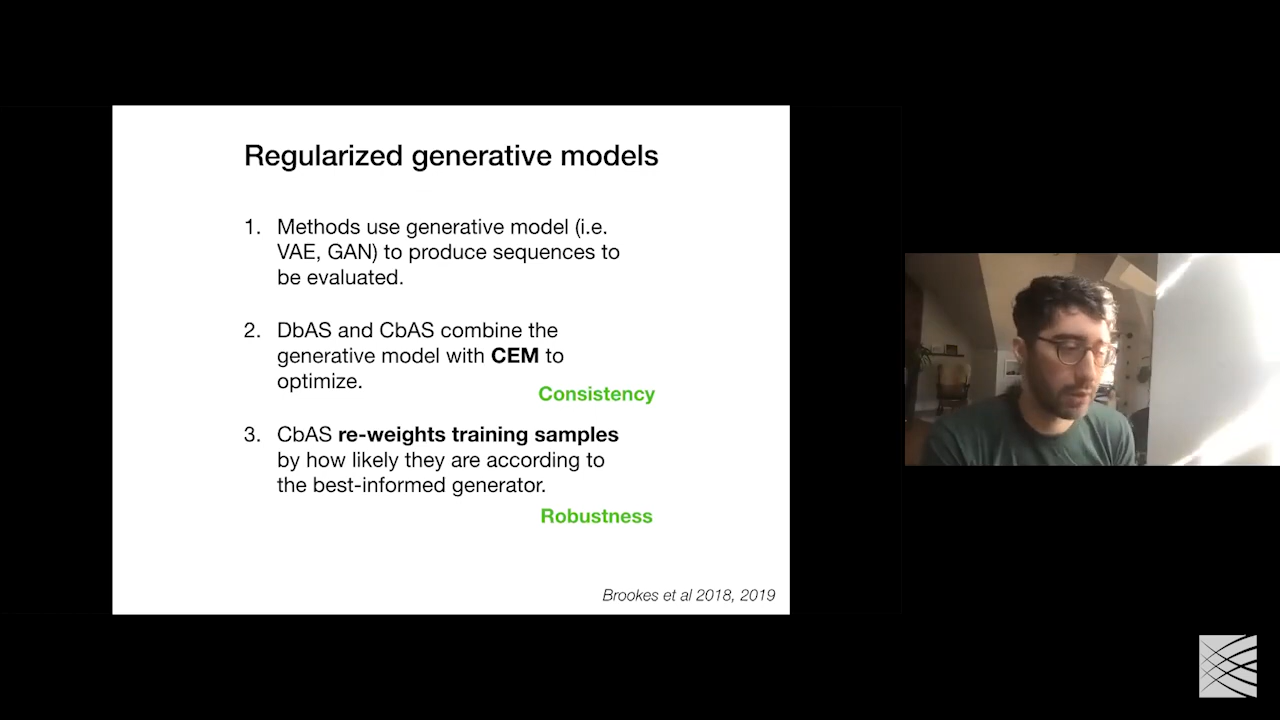 Regularized generative models
1. Methods use generative model (i.e.
VAE, GAN) to produce sequences to
be evaluated.
2. DbAS and CbAS combine the
generative model with CEM to
optimize.
Consistency
3. CbAS re-weights training samples
by how likely they are according to
the best-informed generator.
Robustness
Brookes et al 2018, 2019